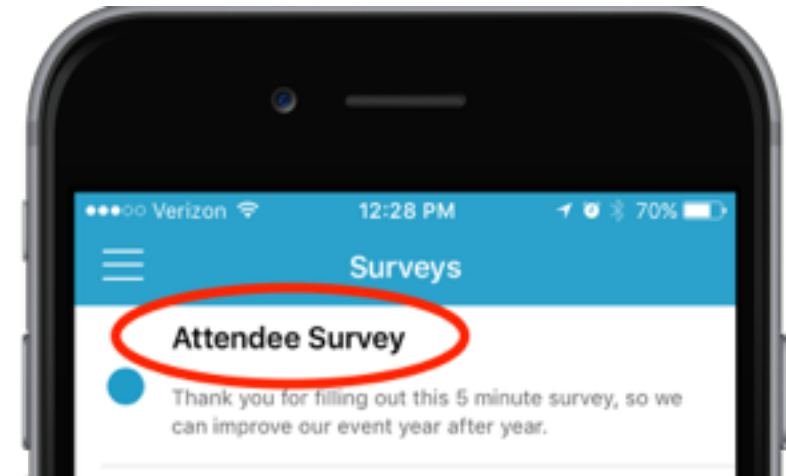 Verizon 12:28 PM 70%
Surveys
Attendee Survey
Thank you for filling out this 5 minute survey, so we
can improve our event year after year.